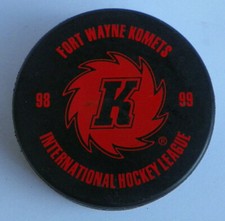 FORT WAYNE KOMETS
98 99
K
®
INTERNATIONAL HOCKEY LEAGUE